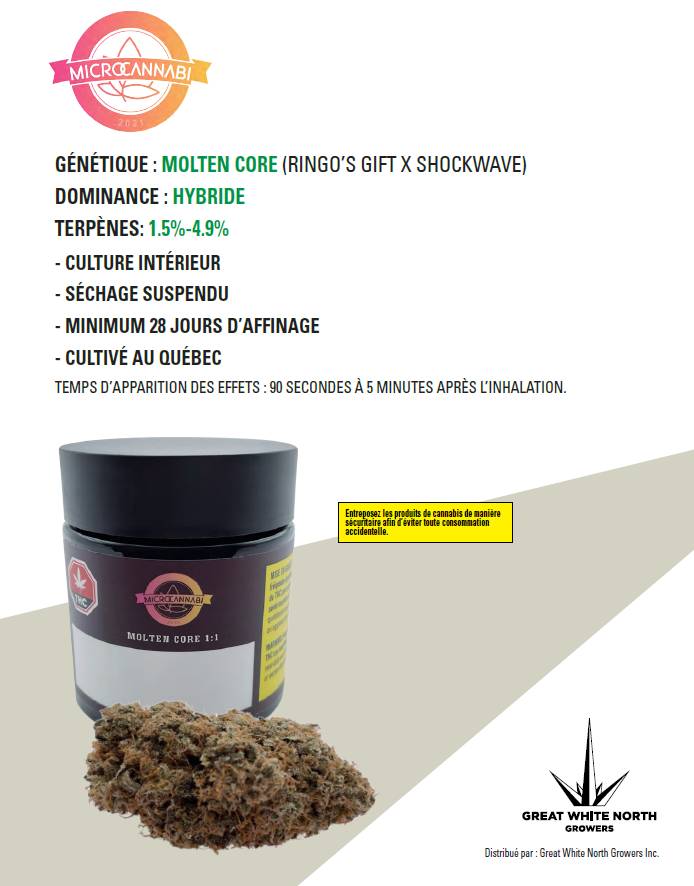 MICROCANNABI
2021
GÉNÉTIQUE : MOLTEN CORE (RINGO'S GIFT X SHOCKWAVE)
DOMINANCE : HYBRIDE
TERPÈNES: 1.5%-4.9%
- CULTURE INTÉRIEUR
- SÉCHAGE SUSPENDU
- MINIMUM 28 JOURS D'AFFINAGE
- CULTIVÉ AU QUÉBEC
TEMPS D'APPARITION DES EFFETS : 90 SECONDES À 5 MINUTES APRÈS L'INHALATION.
Entreposez les produits de cannabis de manière
sécuritaire afin d'éviter toute consommation
accidentelle.
THC
MICROCANNABI
MOLTEN CORE 1:1
MISE EN
GREAT WHITE NORTH
GROWERS
Distribué par : Great White North Growers Inc.